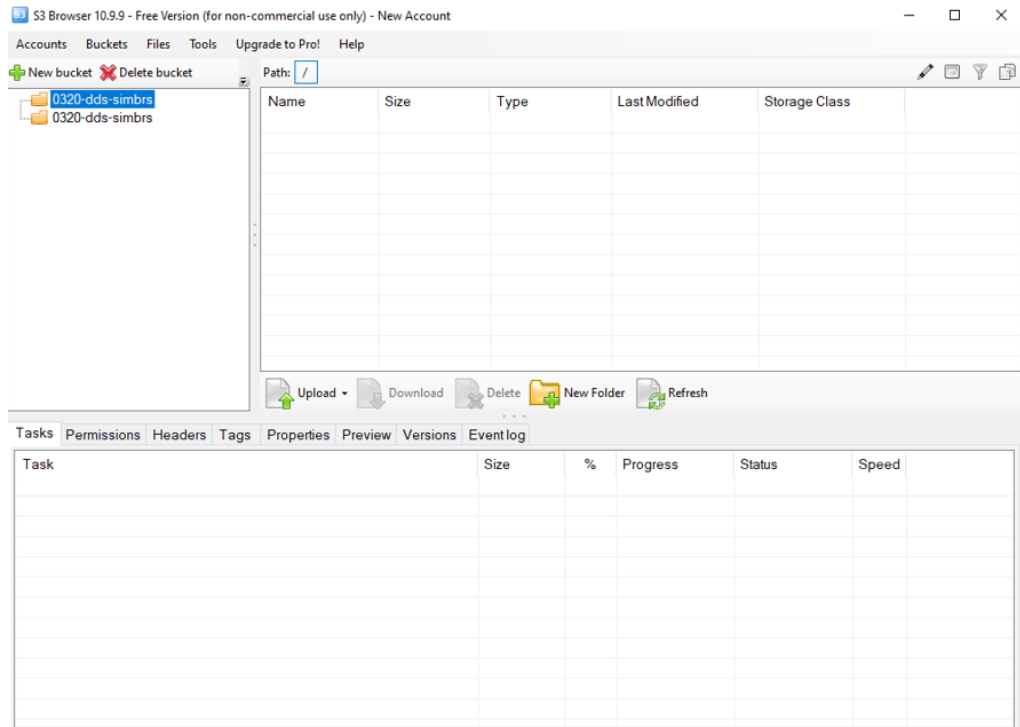 S3 S3 Browser 10.9.9 - Free Version (for non-commercial use only) - New Account
Accounts Buckets Files Tools Upgrade to Pro! Help
New bucket Delete bucket
Path: /
0320-dds-simbrs
0320-dds-simbrs
Name Size Type Last Modified Storage Class
Upload Download Delete New Folder Refresh
Tasks Permissions Headers Tags Properties Preview Versions Event log
Task Size % Progress Status Speed